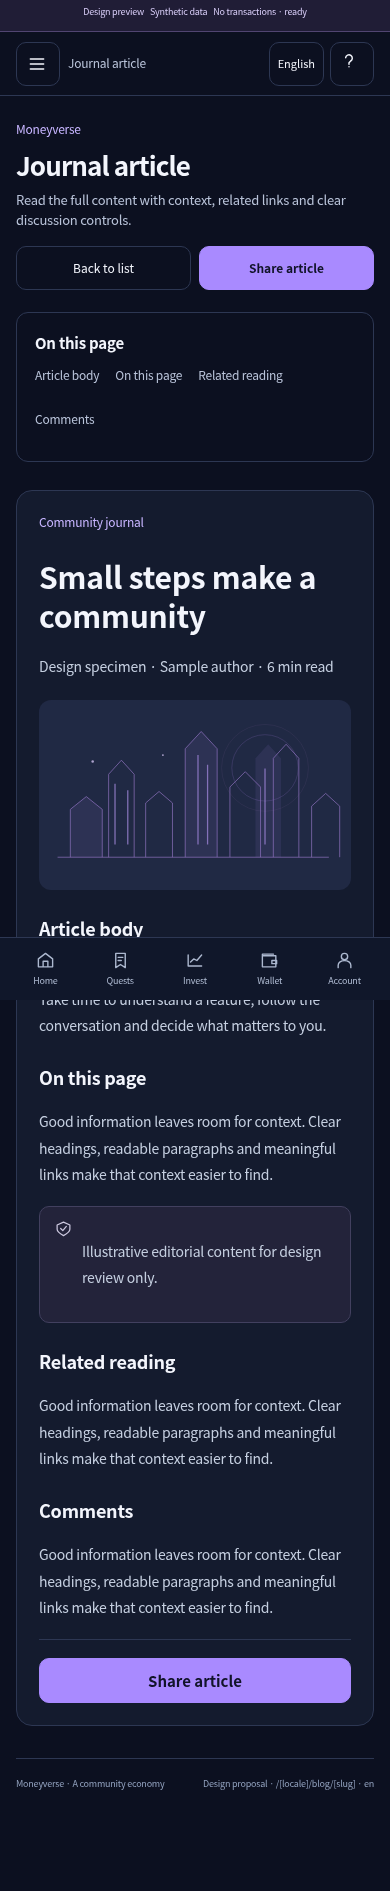 Design preview Synthetic data No transactions · ready
Journal article
English
?
Moneyverse
Journal article
Read the full content with context, related links and clear
discussion controls.
Back to list
Share article
On this page
Article body On this page Related reading
Comments
Community journal
Small steps make a
community
Design specimen · Sample author · 6 min read
Article body
Home Quests Invest Wallet Account
Take time to understand a feature, follow the
conversation and decide what matters to you.
On this page
Good information leaves room for context. Clear
headings, readable paragraphs and meaningful
links make that context easier to find.
Illustrative editorial content for design
review only.
Related reading
Good information leaves room for context. Clear
headings, readable paragraphs and meaningful
links make that context easier to find.
Comments
Good information leaves room for context. Clear
headings, readable paragraphs and meaningful
links make that context easier to find.
Share article
Moneyverse · A community economy
Design proposal · /[locale]/blog/[slug] · en